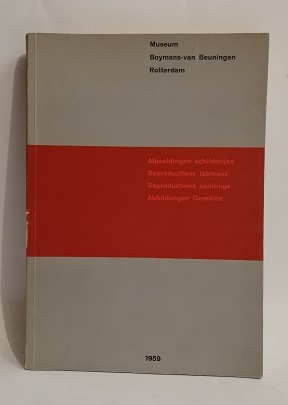 Museum
Boymans-van Beuningen
Rotterdam
Afbeeldingen schilderijen
Reproductions tableaux
Reproductions paintings
Abbildungen Gemälde
1959